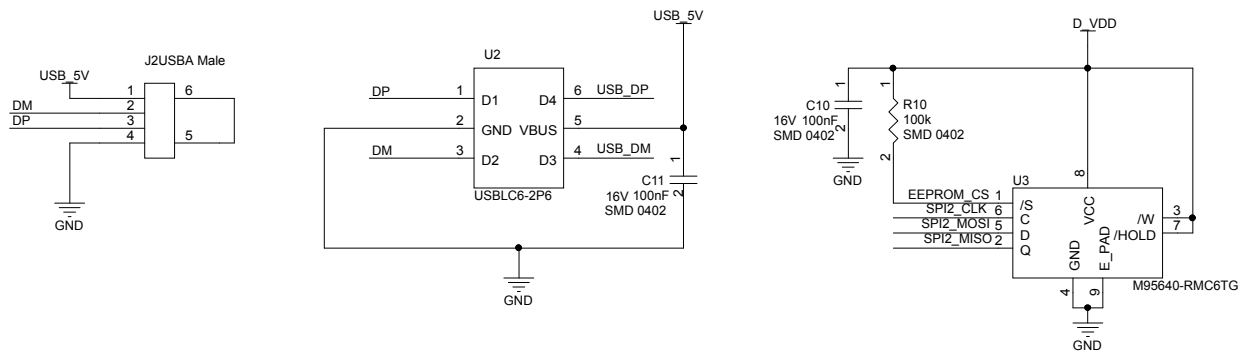 J2USBA Male
USB_5V
1
2
3
4
6
5
DM
DP
GND
USB_5V
U2
DP
1
D1
D4
6
USB_DP
2
GND
VBUS
5
DM
3
D2
D3
4
USB_DM
USBLC6-2P6
1
C11
16V 100nF
2
SMD 0402
GND
D_VDD
1
C10
16V 100nF
2
SMD 0402
GND
1
R10
100k
SMD 0402
2
U3
8
EEPROM_CS 1
SPI2_CLK 6
SPI2_MOSI 5
SPI2_MISO 2
/S
C
D
Q
VCC
/W
/HOLD
3
7
GND
E_PAD
4
9
M95640-RMC6TG
GND